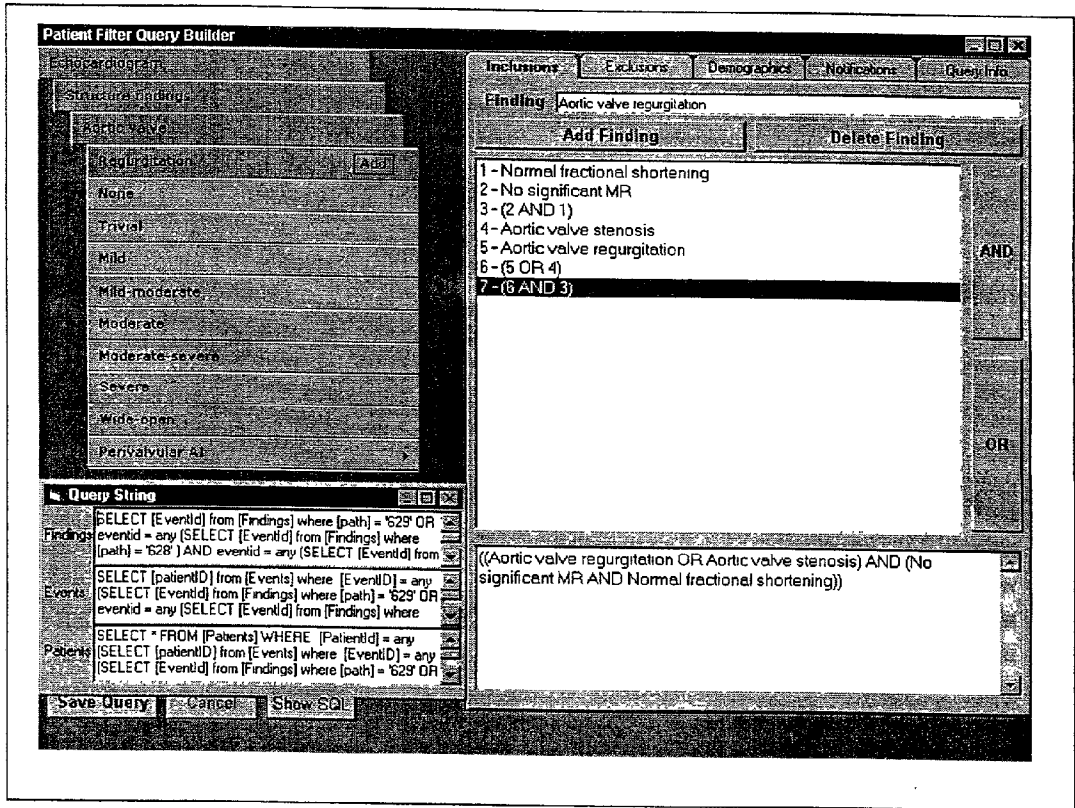 Patient Filter Query Builder
Echocardiogram
Structure Findings
Aortic valve
Regurgitation Add
None
Trivial
Mild
Mild-moderate
Moderate
Moderate-severe
Severe
Wide-open
Perivalvular AI
Inclusions Exclusions Demographics Notifications Query Info
Finding Aortic valve regurgitation
Add Finding Delete Finding
1 - Normal fractional shortening
2 - No significant MR
3 - (2 AND 1)
4 - Aortic valve stenosis
5 - Aortic valve regurgitation
6 - (5 OR 4)
7 - (6 AND 3)
AND
OR
Query String
Findings
SELECT [EventId] from [Findings] where [path] = '629' OR
eventid = any (SELECT [EventId] from [Findings] where
[path] = '628' ) AND eventid = any (SELECT [EventId] from
Events
SELECT [patientID] from [Events] where [EventID] = any
(SELECT [EventId] from [Findings] where [path] = '629' OR
eventid = any (SELECT [EventId] from [Findings] where
Patients
SELECT * FROM [Patients] WHERE [PatientId] = any
(SELECT [patientID] from [Events] where [EventID] = any
(SELECT [EventId] from [Findings] where [path] = '629' OR
((Aortic valve regurgitation OR Aortic valve stenosis) AND (No
significant MR AND Normal fractional shortening))
Save Query Cancel Show SQL